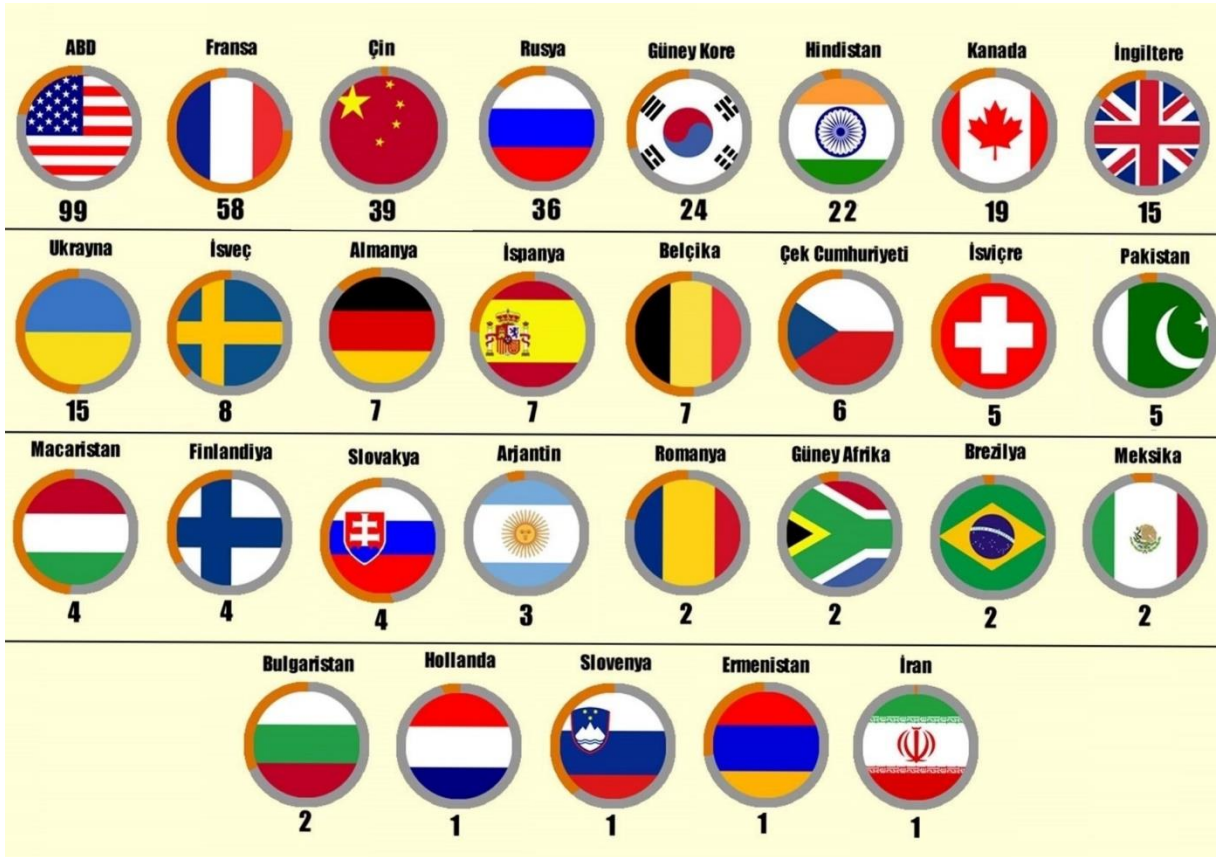 ABD Fransa Çin Rusya Güney Kore Hindistan Kanada İngiltere
99 58 39 36 24 22 19 15
Ukrayna İsveç Almanya İspanya Belçika Çek Cumhuriyeti İsviçre Pakistan
15 8 7 7 7 6 5 5
Macaristan Finlandiya Slovakya Arjantin Romanya Güney Afrika Brezilya Meksika
4 4 4 3 2 2 2 2
Bulgaristan Hollanda Slovenya Ermenistan İran
2 1 1 1 1